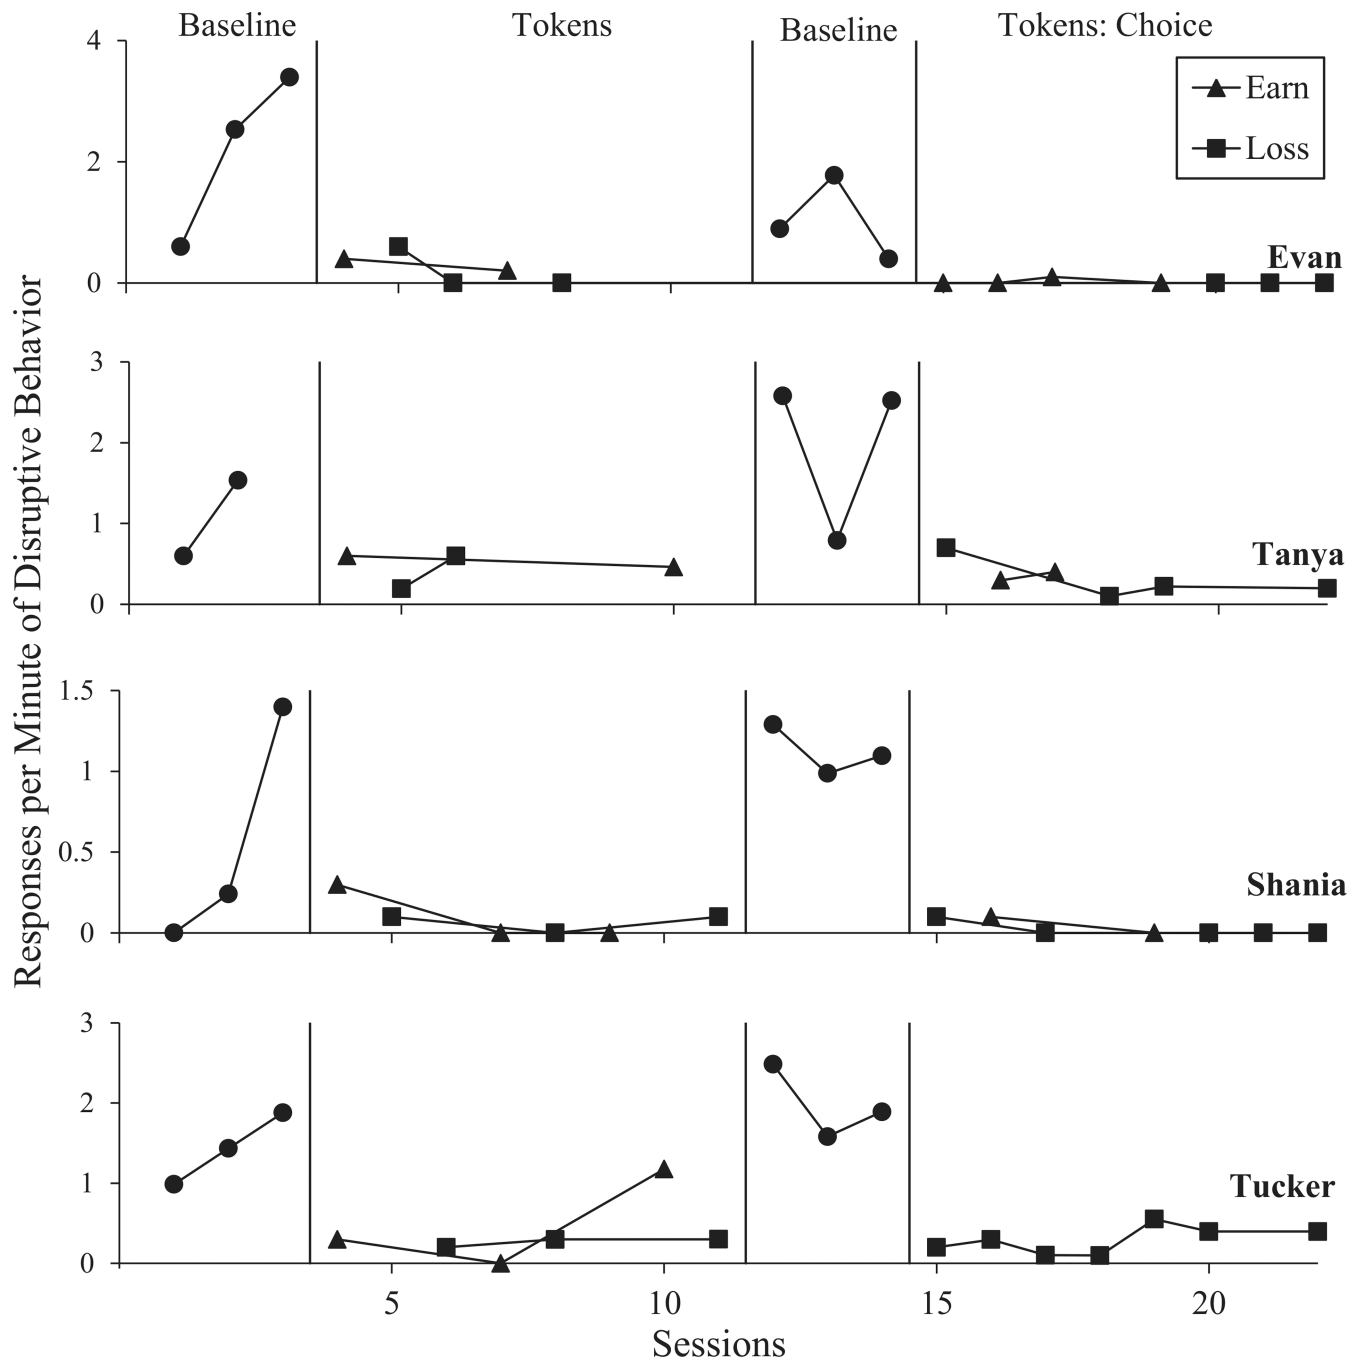 Baseline Tokens Baseline Tokens: Choice
Earn
Loss
4
2
0
Evan
Responses per Minute of Disruptive Behavior
3
2
1
0
Tanya
1.5
1
0.5
0
Shania
3
2
1
0
Tucker
5 10 15 20
Sessions